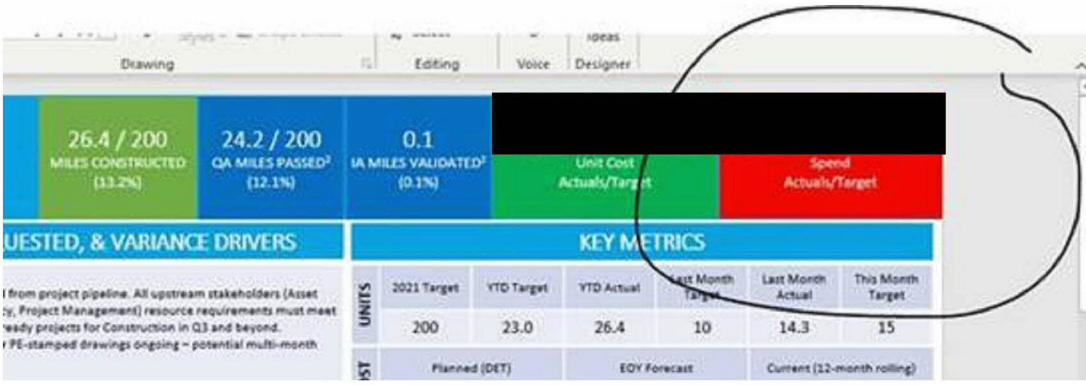 Drawing
Editing
Voice
Ideas
Designer
26.4 / 200
MILES CONSTRUCTED
(13.2%)
24.2 / 200
QA MILES PASSED²
(12.1%)
0.1
IA MILES VALIDATED²
(0.1%)
Unit Cost
Actuals/Target
Spend
Actuals/Target
UESTED, & VARIANCE DRIVERS
from project pipeline. All upstream stakeholders (Asset
y, Project Management) resource requirements must meet
ready projects for Construction in Q3 and beyond.
PE-stamped drawings ongoing – potential multi-month
KEY METRICS
UNITS
2021 Target YTD Target YTD Actual Last Month Target Last Month Actual This Month Target
200 23.0 26.4 10 14.3 15
Planned (DET) EOY Forecast Current (12-month rolling)